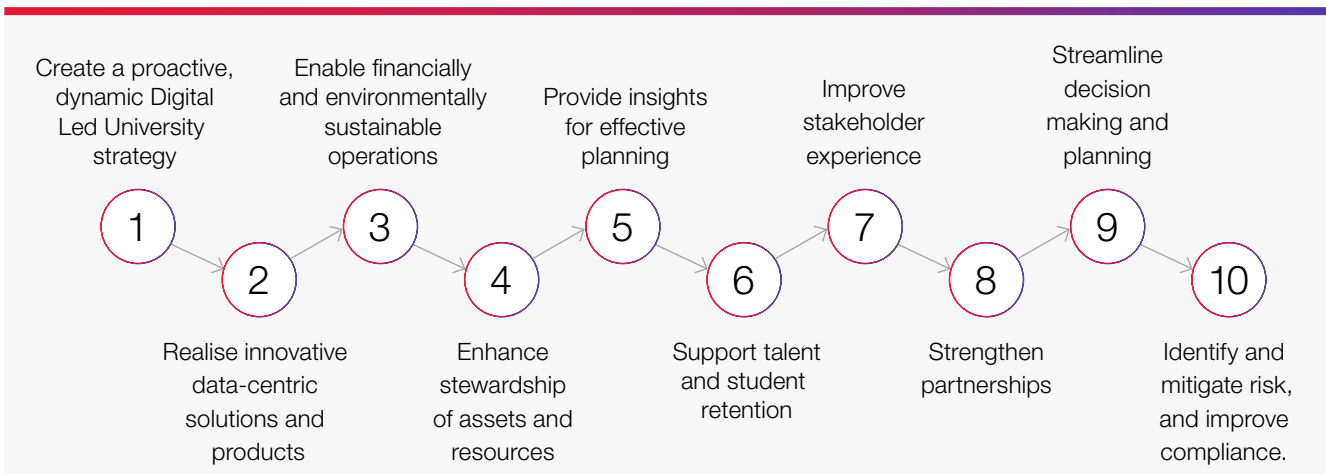 Create a proactive,
dynamic Digital
Led University
strategy
1
Realise innovative
data-centric
solutions and
products
2
Enable financially
and environmentally
sustainable
operations
3
Enhance
stewardship
of assets and
resources
4
Provide insights
for effective
planning
5
Support talent
and student
retention
6
Improve
stakeholder
experience
7
Strengthen
partnerships
8
Streamline
decision
making and
planning
9
Identify and
mitigate risk,
and improve
compliance.
10